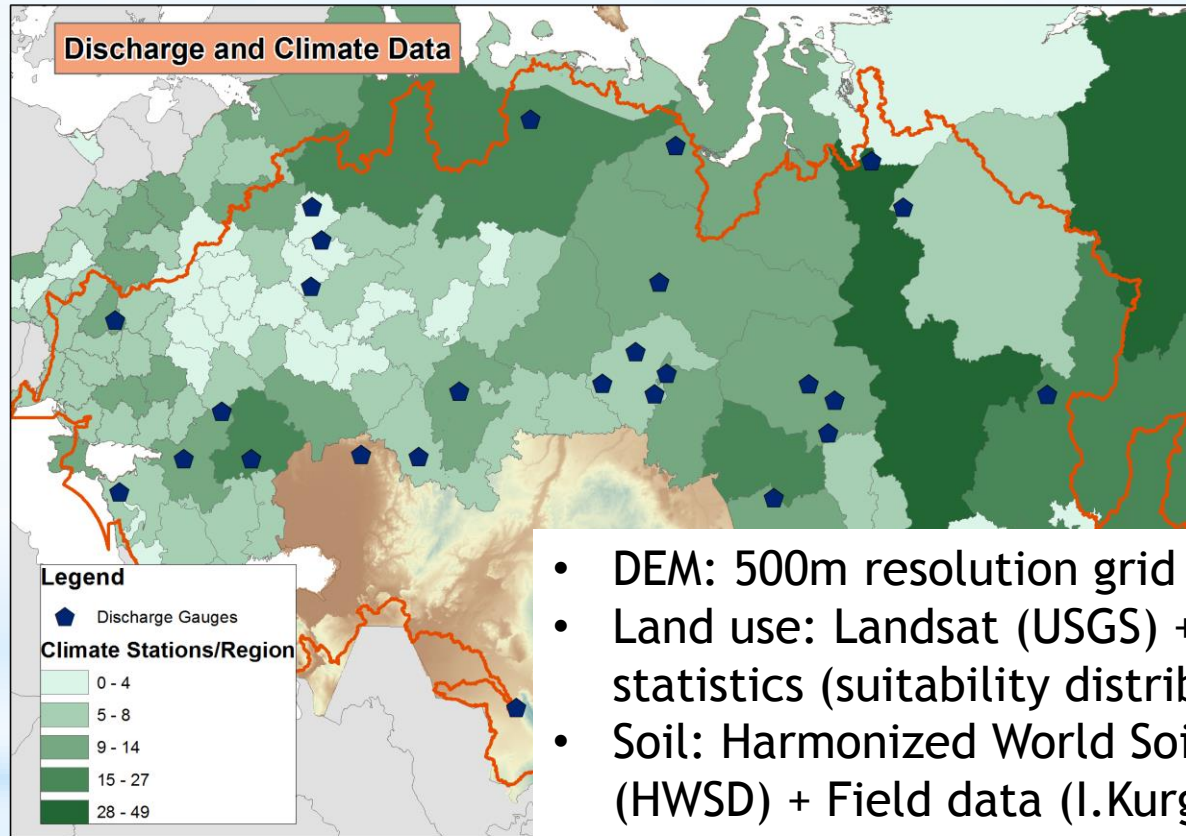 Discharge and Climate Data
Legend
Discharge Gauges
Climate Stations/Region
0 - 4
5 - 8
9 - 14
15 - 27
28 - 49
• DEM: 500m resolution grid
• Land use: Landsat (USGS) +
statistics (suitability distrib
• Soil: Harmonized World Soi
(HWSD) + Field data (I.Kurg